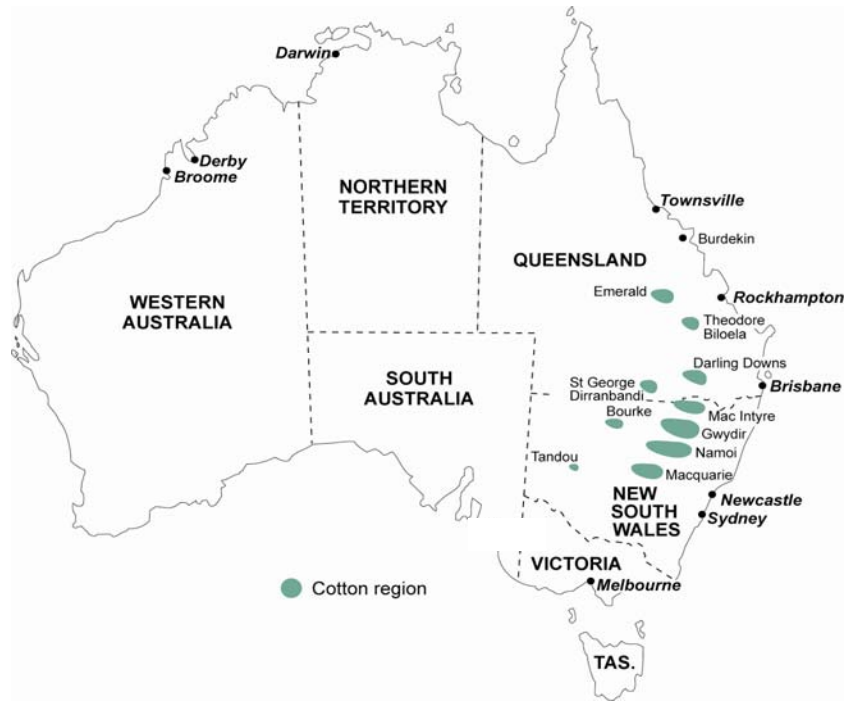 Darwin
Derby
Broome
NORTHERN
TERRITORY
Townsville
Burdekin
QUEENSLAND
Emerald
Rockhampton
WESTERN
AUSTRALIA
Theodore
Biloela
Darling Downs
SOUTH
AUSTRALIA
St George
Dirranbandi
Brisbane
Bourke
Mac Intyre
Gwydir
Namoi
Tandou
Macquarie
NEW
SOUTH
WALES
Newcastle
Sydney
VICTORIA
Melbourne
Cotton region
TAS.